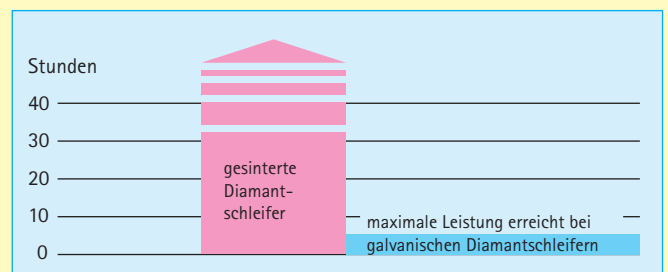 Stunden
40
30
20
10
0
gesinterte
Diamant-
schleifer
maximale Leistung erreicht bei
galvanischen Diamantschleifern